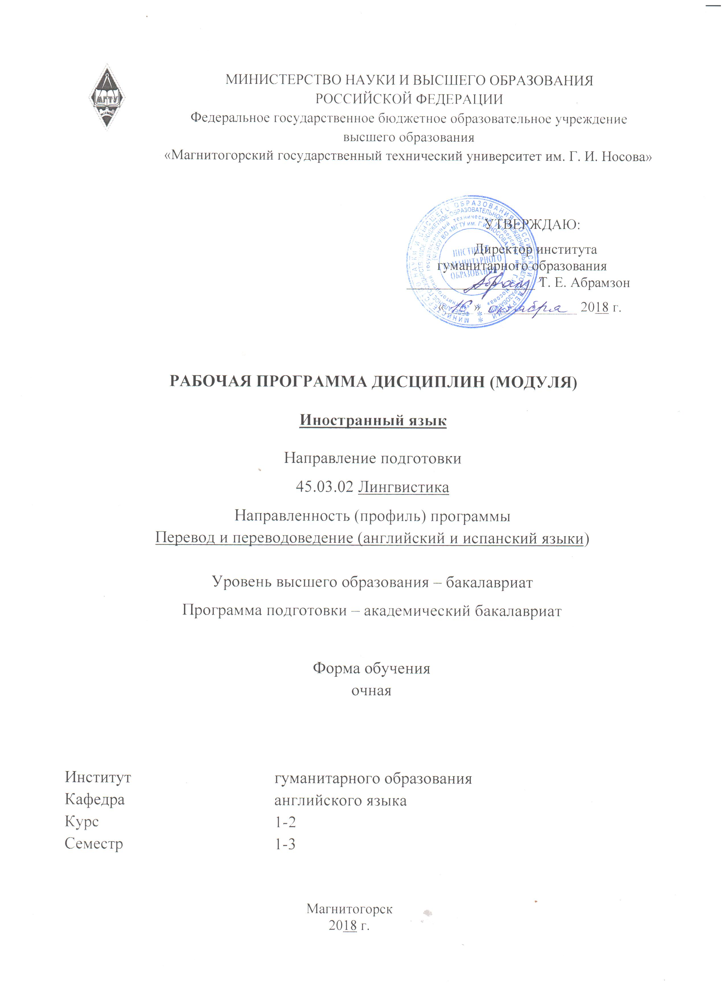 МИНИСТЕРСТВО НАУКИ И ВЫСШЕГО ОБРАЗОВАНИЯ
РОССИЙСКОЙ ФЕДЕРАЦИИ
Федеральное государственное бюджетное образовательное учреждение
высшего образования
«Магнитогорский государственный технический университет им. Г. И. Носова»
МГТУ
УТВЕРЖДАЮ:
Директор института
гуманитарного образования
Т. Е. Абрамзон
« 16 » октября 2018 г.
ИНСТИТУТ
ГУМАНИТАРНОГО
ОБРАЗОВАНИЯ
РАБОЧАЯ ПРОГРАММА ДИСЦИПЛИН (МОДУЛЯ)
Иностранный язык
Направление подготовки
45.03.02 Лингвистика
Направленность (профиль) программы
Перевод и переводоведение (английский и испанский языки)
Уровень высшего образования – бакалавриат
Программа подготовки – академический бакалавриат
Форма обучения
очная
Институт гуманитарного образования
Кафедра английского языка
Курс 1-2
Семестр 1-3
Магнитогорск
2018 г.